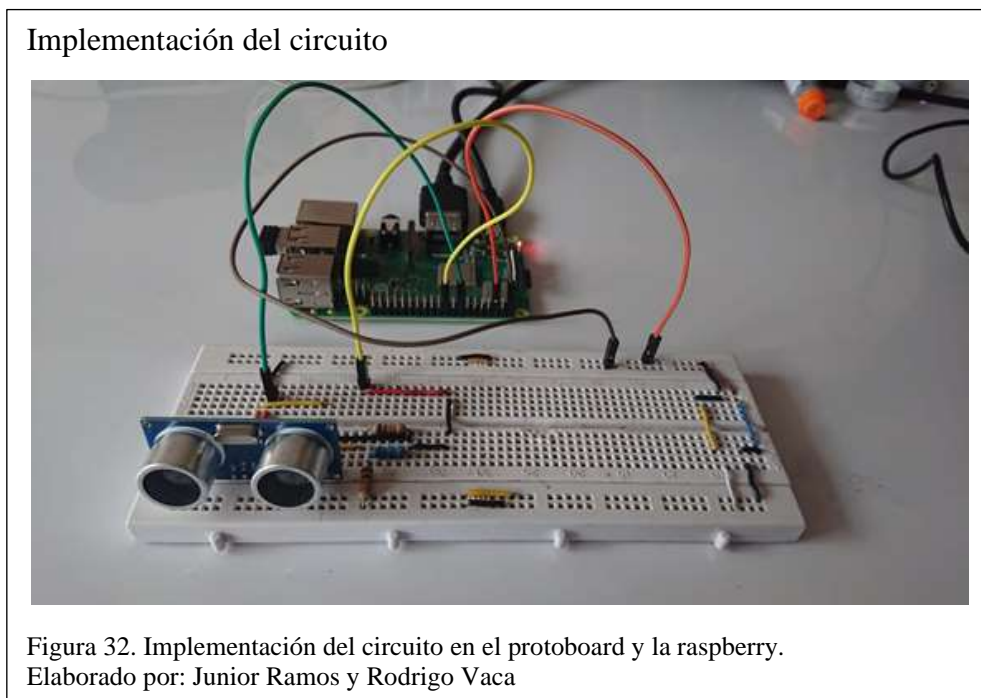 Implementación del circuito
Figura 32. Implementación del circuito en el protoboard y la raspberry.
Elaborado por: Junior Ramos y Rodrigo Vaca